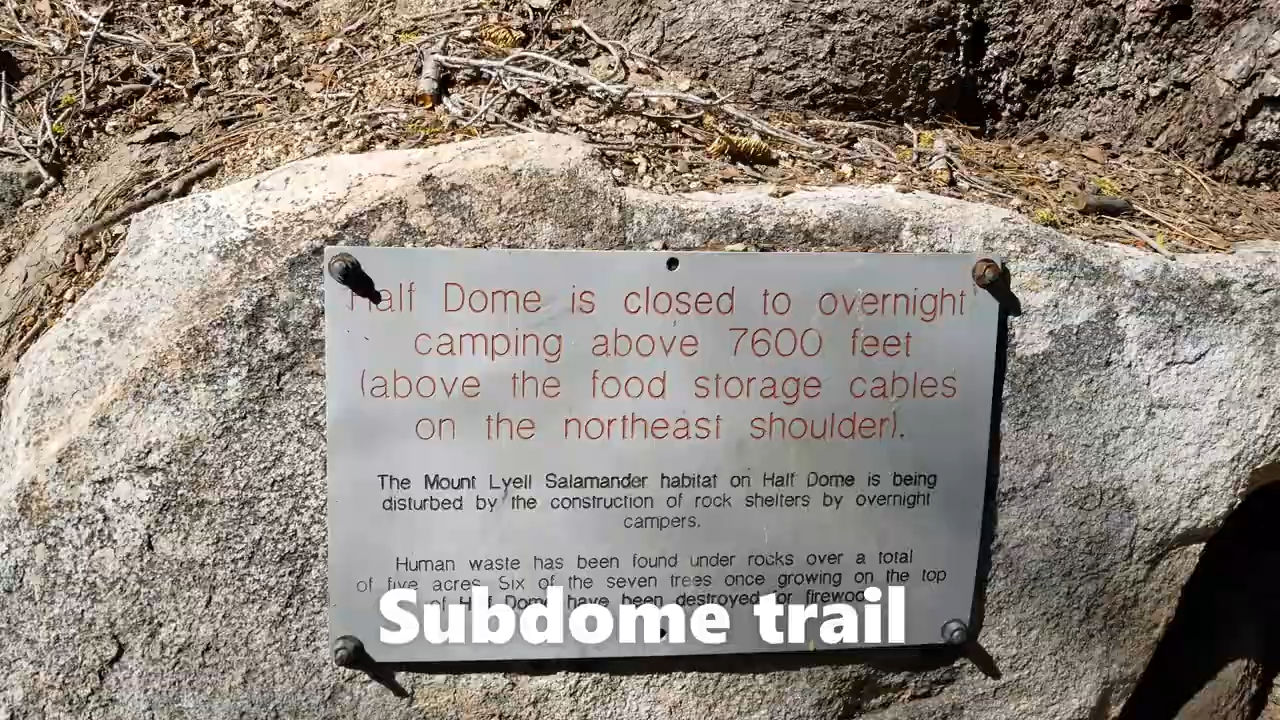 Half Dome is closed to overnight
camping above 7600 feet
(above the food storage cables
on the northeast shoulder).
The Mount Lyell Salamander habitat on Half Dome is being
disturbed by the construction of rock shelters by overnight
campers.
Human waste has been found under rocks over a total
of five acres. Six of the seven trees once growing on the top
of Half Dome have been destroyed for firewood.
Subdome trail